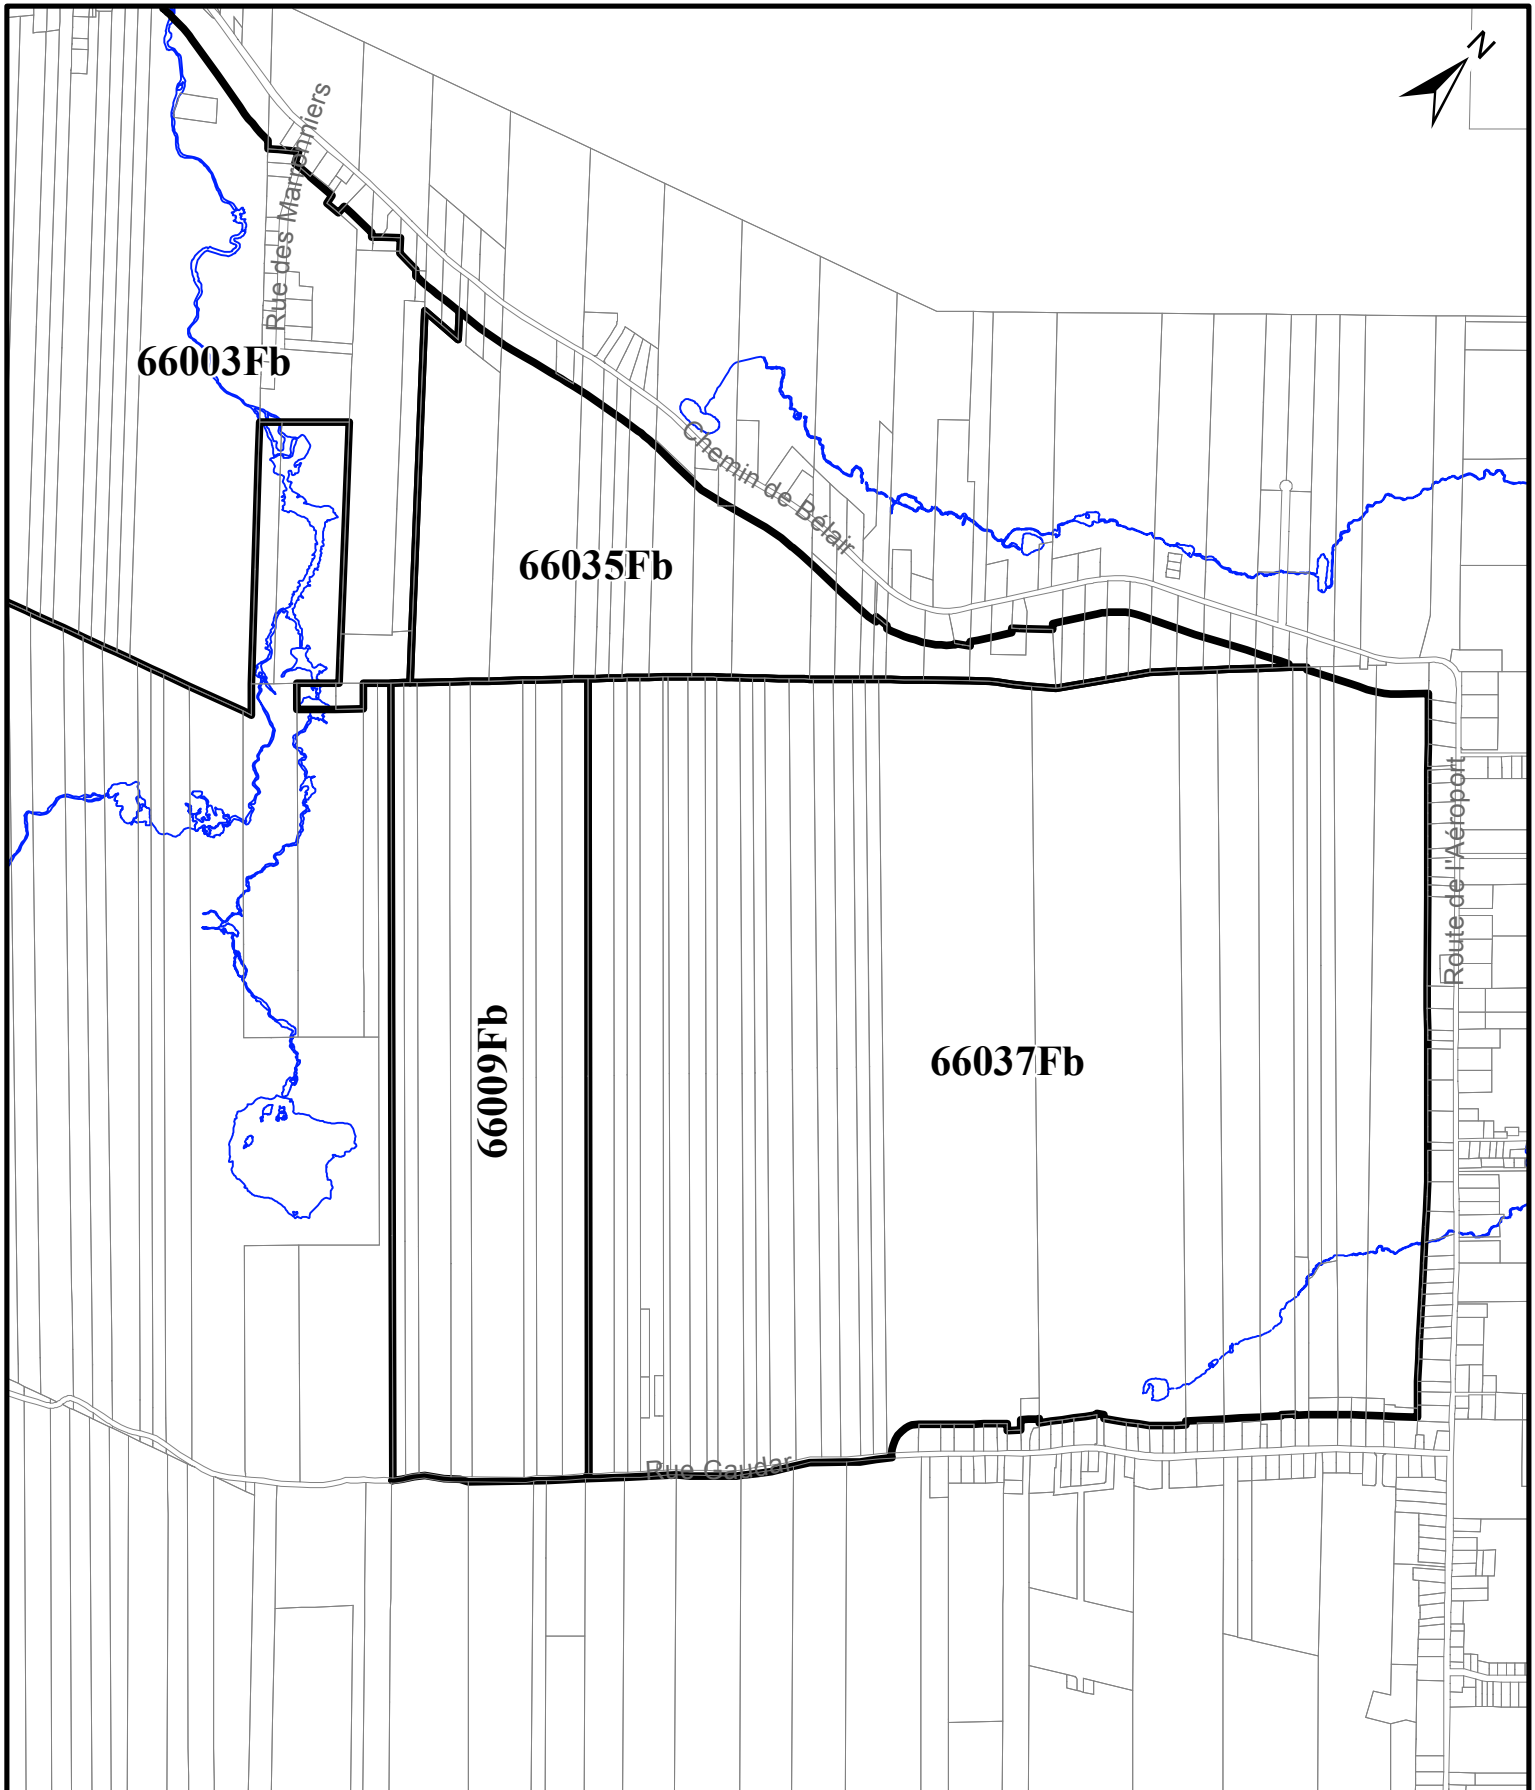 N
Rue des Marronniers
66003Fb
Chemin de Bélair
66035Fb
Route de l'Aéroport
66009Fb
66037Fb
Rue Gaudar